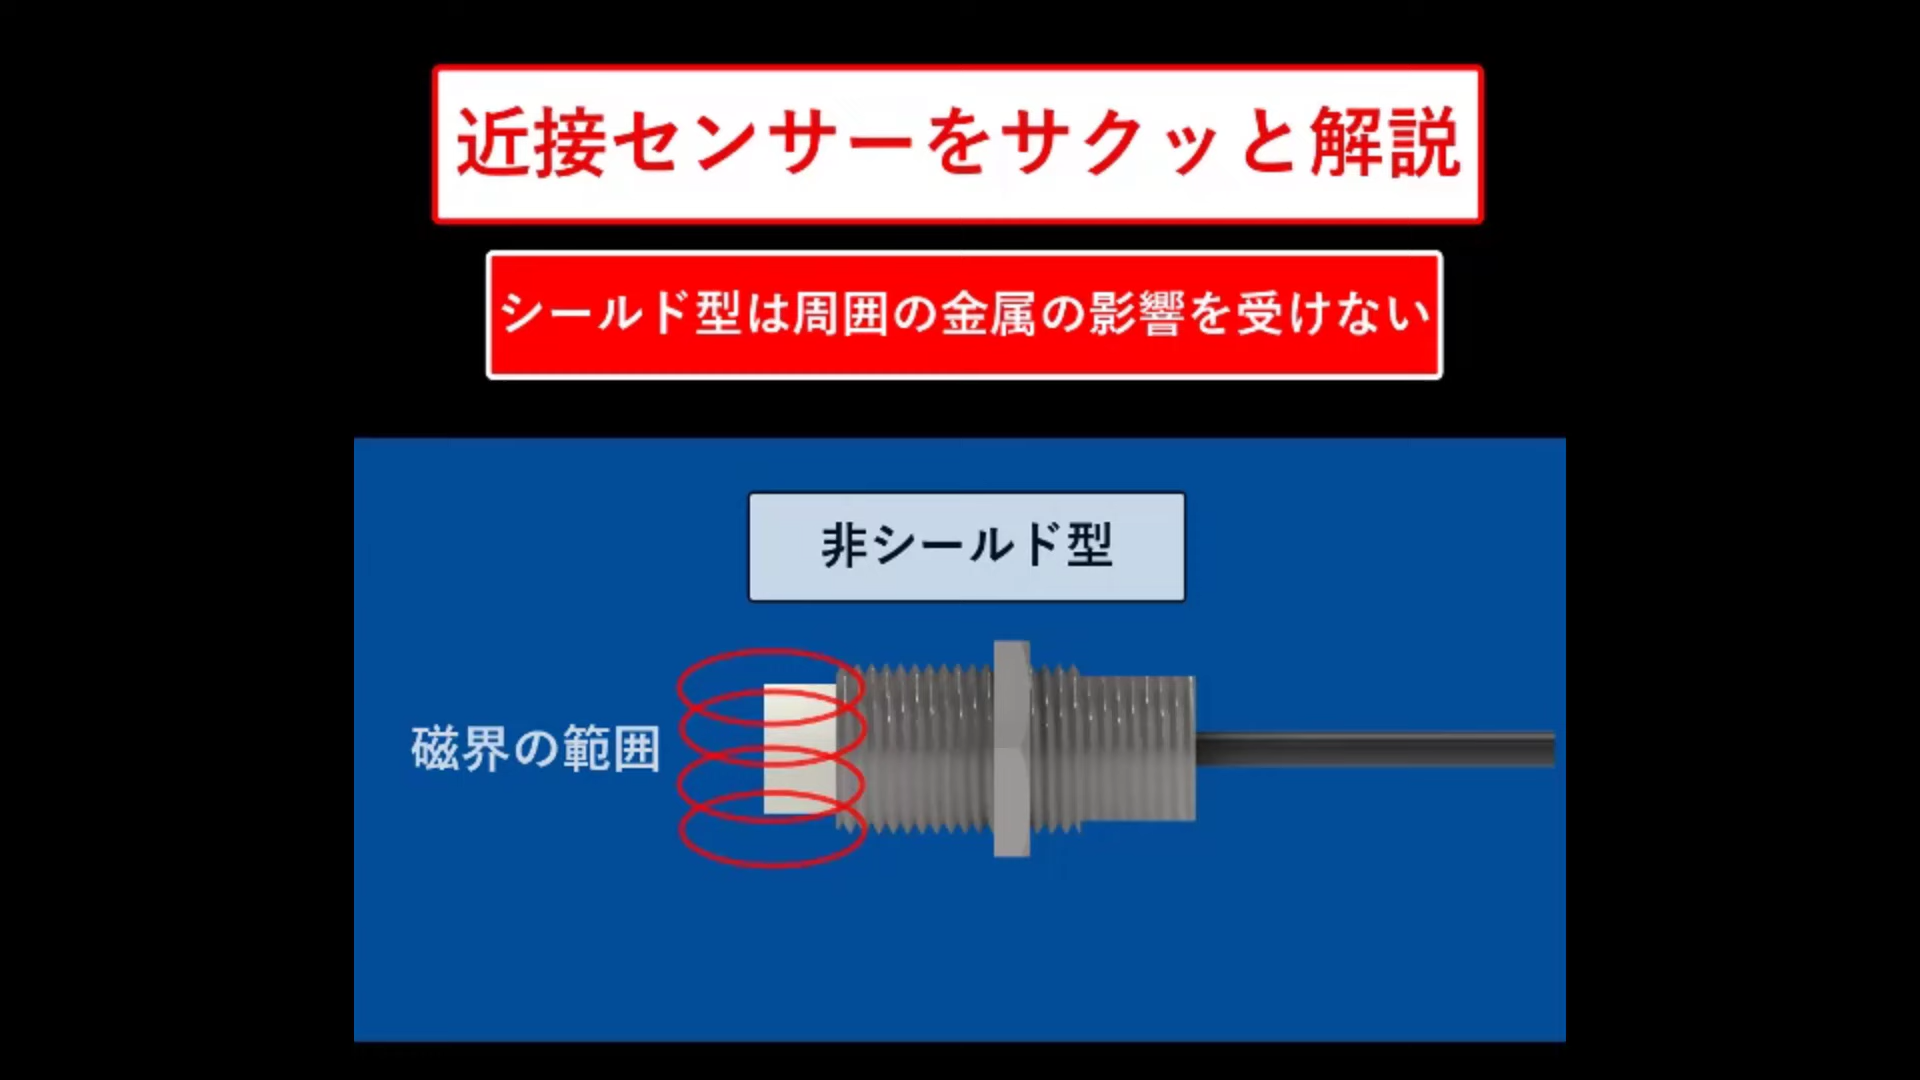 近接センサーをサクッと解説
シールド型は周囲の金属の影響を受けない
非シールド型
磁界の範囲